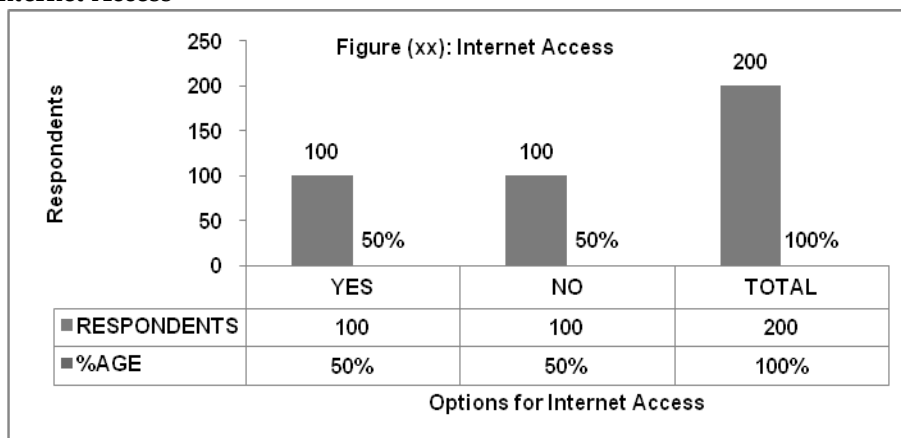 Internet Access
Figure (xx): Internet Access
Respondents
250
200
150
100
50
0
100
50%
100
50%
200
100%
YES NO TOTAL
RESPONDENTS 100 100 200
%AGE 50% 50% 100%
Options for Internet Access